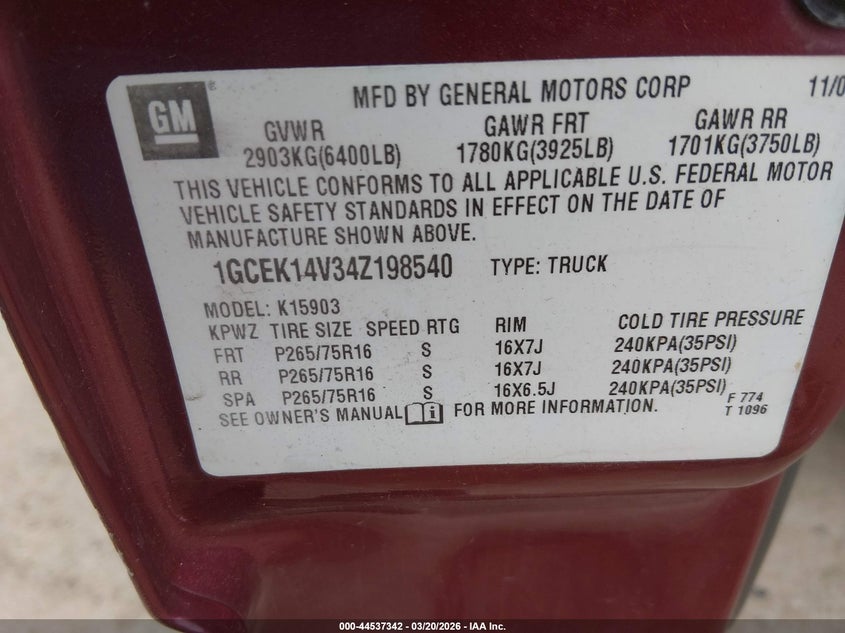 GM ®
MFD BY GENERAL MOTORS CORP 11/0
GVWR GAWR FRT GAWR RR
2903KG(6400LB) 1780KG(3925LB) 1701KG(3750LB)
THIS VEHICLE CONFORMS TO ALL APPLICABLE U.S. FEDERAL MOTOR
VEHICLE SAFETY STANDARDS IN EFFECT ON THE DATE OF
MANUFACTURE SHOWN ABOVE.
1GCEK14V34Z198540 TYPE: TRUCK
MODEL: K15903
KPWZ TIRE SIZE SPEED RTG RIM COLD TIRE PRESSURE
FRT P265/75R16 S 16X7J 240KPA(35PSI)
RR P265/75R16 S 16X7J 240KPA(35PSI)
SPA P265/75R16 S 16X6.5J 240KPA(35PSI) F 774
SEE OWNER'S MANUAL FOR MORE INFORMATION. T 1096
000-44537342 — 03/20/2026 — IAA Inc.